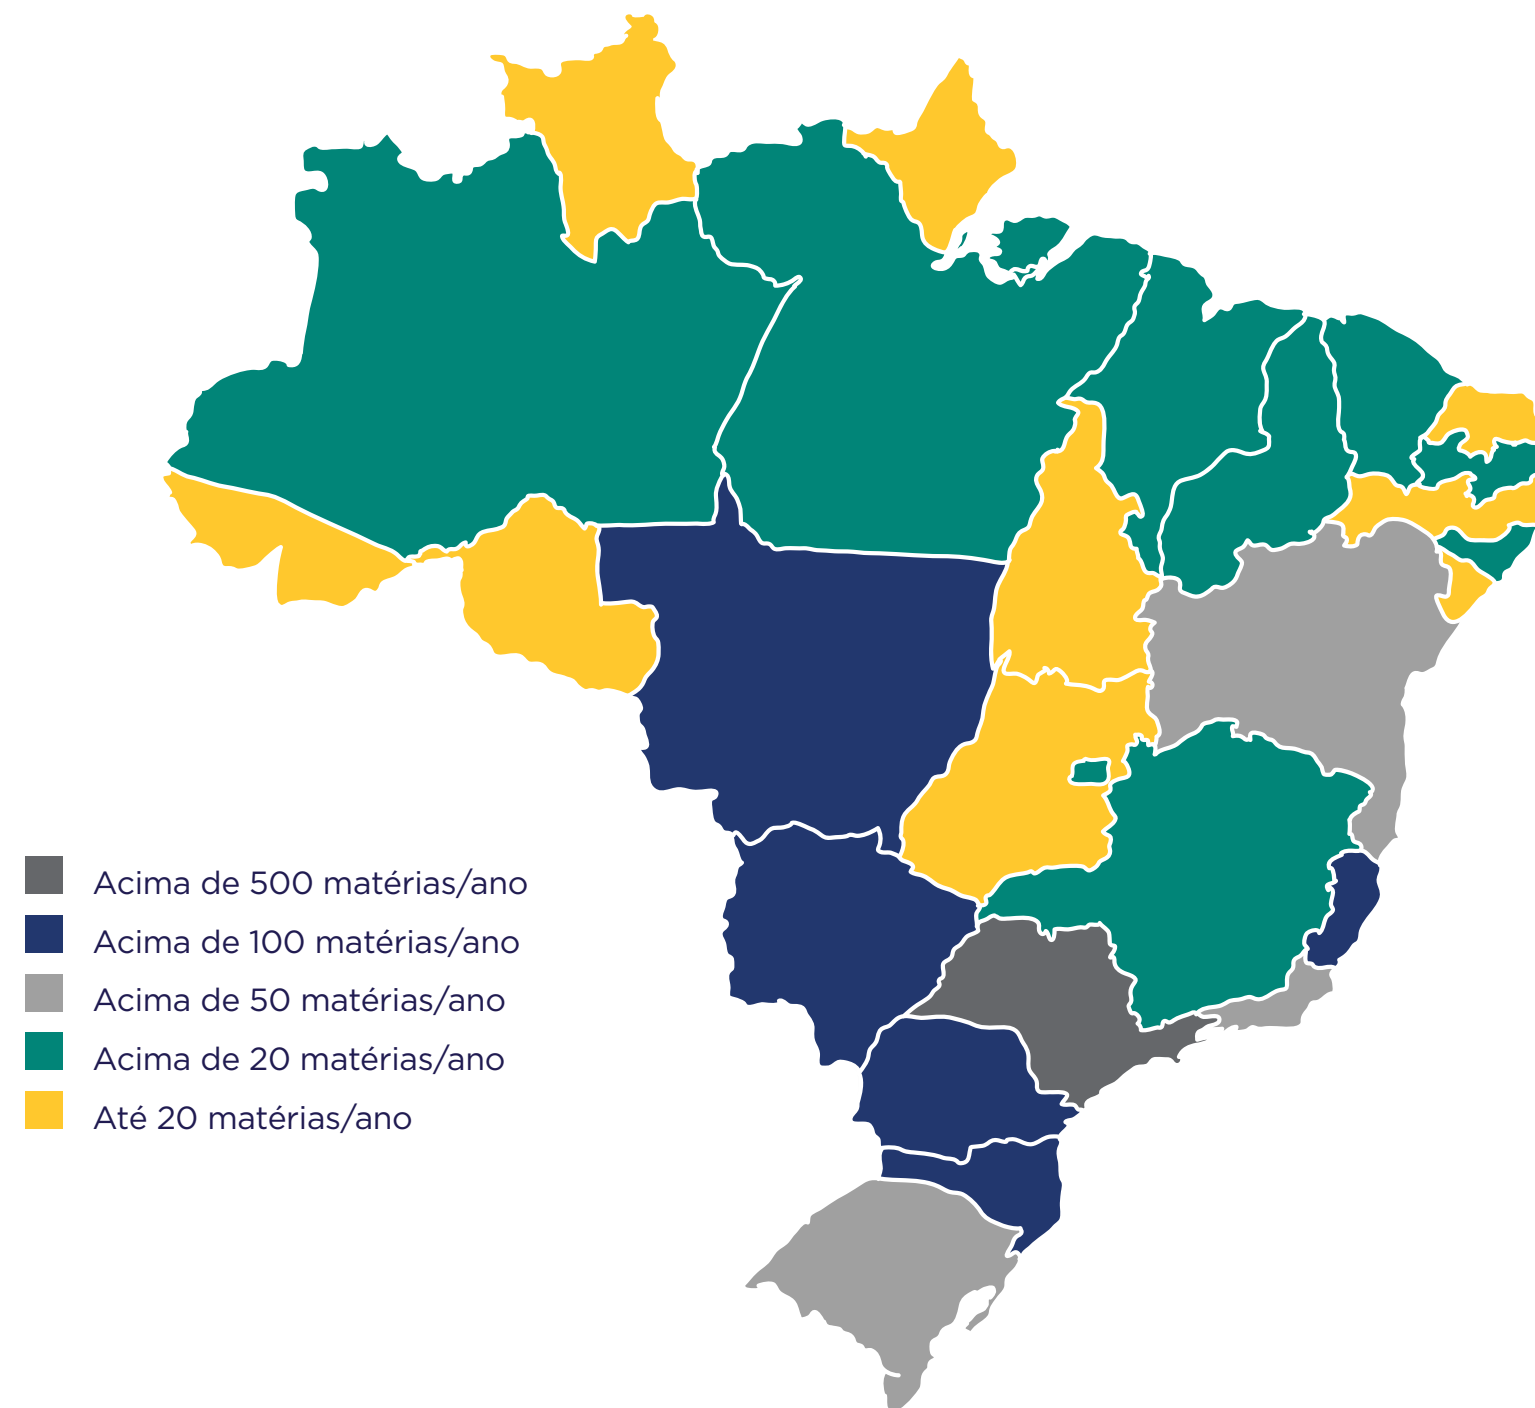 Acima de 500 matérias/ano
Acima de 100 matérias/ano
Acima de 50 matérias/ano
Acima de 20 matérias/ano
Até 20 matérias/ano